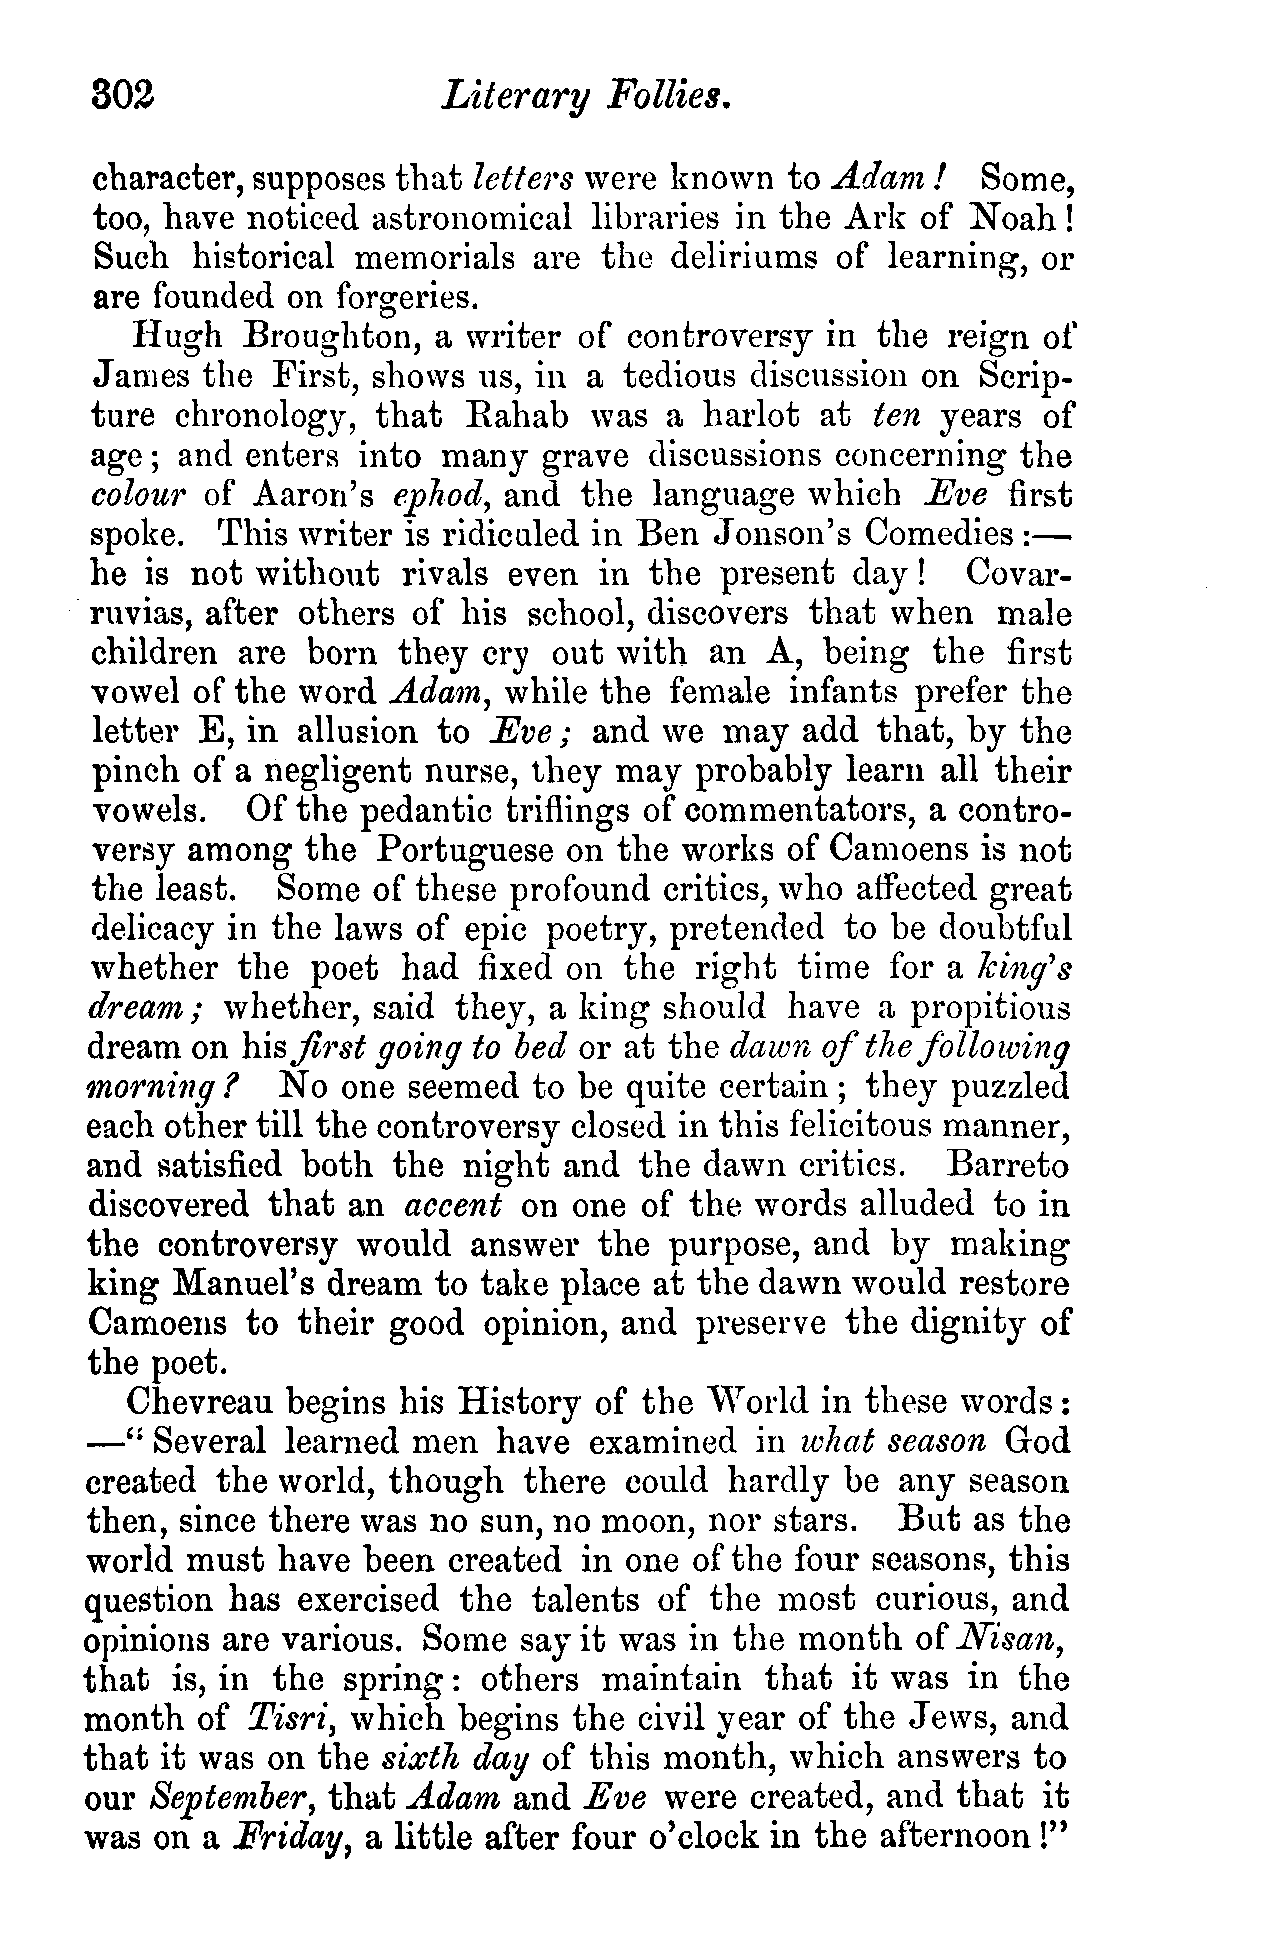 302 Literary Follies.
character, supposes that letters were known to Adam! Some,
too, have noticed astronomical libraries in the Ark of Noah!
Such historical memorials are the deliriums of learning, or
are founded on forgeries.
Hugh Broughton, a writer of controversy in the reign of
James the First, shows us, in a tedious discussion on Scrip-
ture chronology, that Rahab was a harlot at ten years of
age; and enters into many grave discussions concerning the
colour of Aaron's ephod, and the language which Eve first
spoke. This writer is ridiculed in Ben Jonson's Comedies:—
he is not without rivals even in the present day! Covar-
ruvias, after others of his school, discovers that when male
children are born they cry out with an A, being the first
vowel of the word Adam, while the female infants prefer the
letter E, in allusion to Eve; and we may add that, by the
pinch of a negligent nurse, they may probably learn all their
vowels. Of the pedantic triflings of commentators, a contro-
versy among the Portuguese on the works of Camoens is not
the least. Some of these profound critics, who affected great
delicacy in the laws of epic poetry, pretended to be doubtful
whether the poet had fixed on the right time for a king's
dream; whether, said they, a king should have a propitious
dream on his first going to bed or at the dawn of the following
morning? No one seemed to be quite certain; they puzzled
each other till the controversy closed in this felicitous manner,
and satisfied both the night and the dawn critics. Barreto
discovered that an accent on one of the words alluded to in
the controversy would answer the purpose, and by making
king Manuel's dream to take place at the dawn would restore
Camoens to their good opinion, and preserve the dignity of
the poet.
Chevreau begins his History of the World in these words:
—"Several learned men have examined in what season God
created the world, though there could hardly be any season
then, since there was no sun, no moon, nor stars. But as the
world must have been created in one of the four seasons, this
question has exercised the talents of the most curious, and
opinions are various. Some say it was in the month of Nisan,
that is, in the spring: others maintain that it was in the
month of Tisri, which begins the civil year of the Jews, and
that it was on the sixth day of this month, which answers to
our September, that Adam and Eve were created, and that it
was on a Friday, a little after four o'clock in the afternoon!"